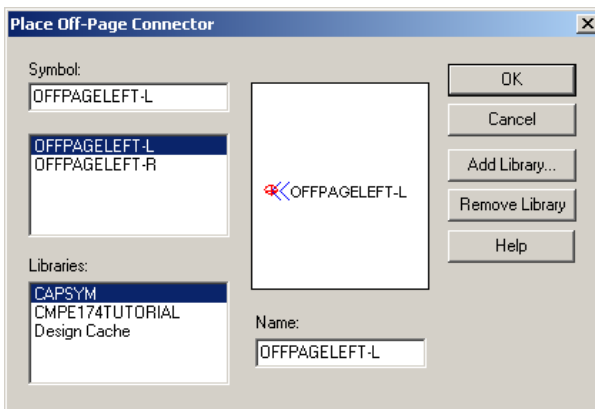 Place Off-Page Connector
Symbol:
OFFPAGELEFT-L
OFFPAGELEFT-L
OFFPAGELEFT-R
Libraries:
CAPSYM
CMPE174TUTORIAL
Design Cache
OFFPAGELEFT-L
Name:
OFFPAGELEFT-L
OK
Cancel
Add Library...
Remove Library
Help